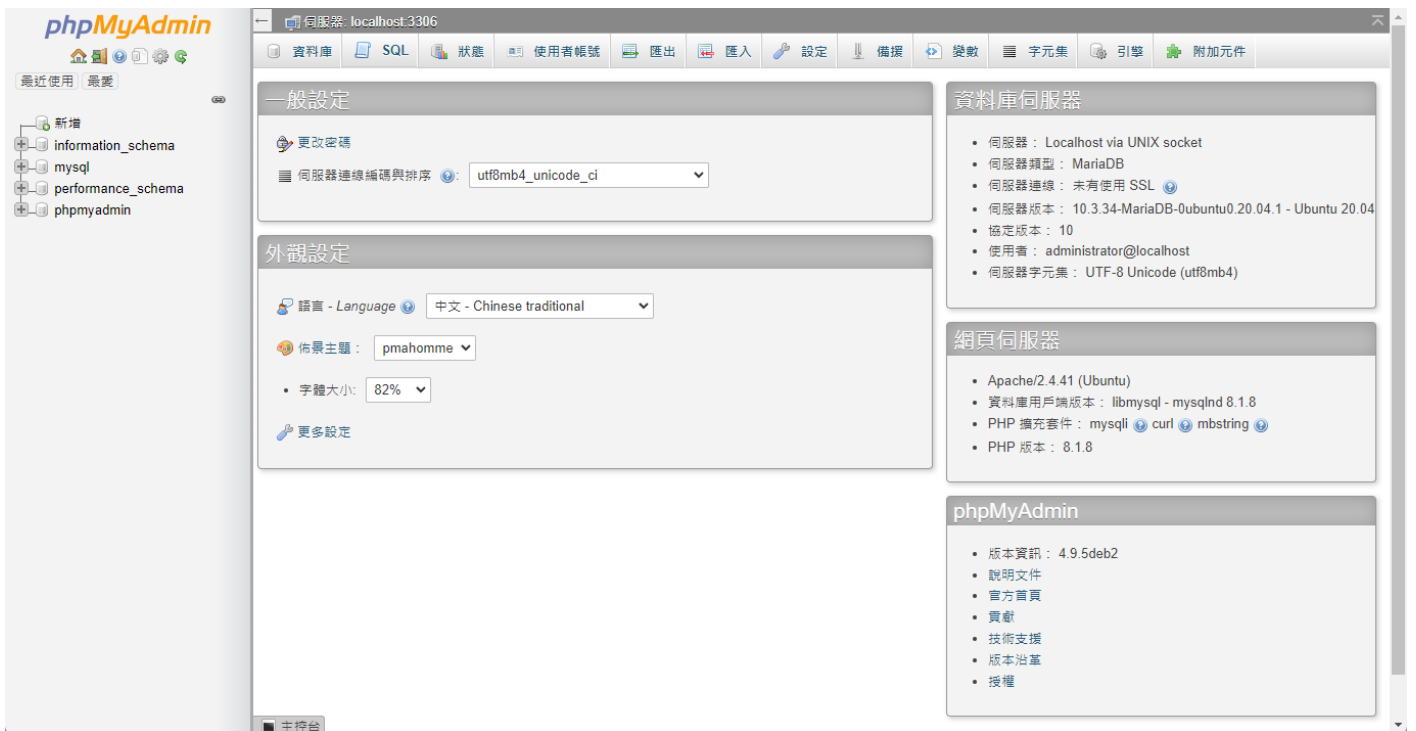 phpMyAdmin
最近使用 最愛
新增
information_schema
mysql
performance_schema
phpmyadmin
伺服器: localhost:3306
資料庫 SQL 狀態 使用者帳號 匯出 匯入 設定 備援 變數 字元集 引擎 附加元件
一般設定
更改密碼
伺服器連線編碼與排序 : utf8mb4_unicode_ci
外觀設定
語言 - Language 中文 - Chinese traditional
佈景主題： pmahomme
• 字體大小: 82%
更多設定
資料庫伺服器
• 伺服器： Localhost via UNIX socket
• 伺服器類型： MariaDB
• 伺服器連線： 未有使用 SSL
• 伺服器版本： 10.3.34-MariaDB-0ubuntu0.20.04.1 - Ubuntu 20.04
• 協定版本： 10
• 使用者： administrator@localhost
• 伺服器字元集： UTF-8 Unicode (utf8mb4)
網頁伺服器
• Apache/2.4.41 (Ubuntu)
• 資料庫用戶端版本： libmysql - mysqlnd 8.1.8
• PHP 擴充套件： mysqli curl mbstring
• PHP 版本： 8.1.8
phpMyAdmin
• 版本資訊： 4.9.5deb2
• 說明文件
• 官方首頁
• 貢獻
• 技術支援
• 版本沿革
• 授權
主控台